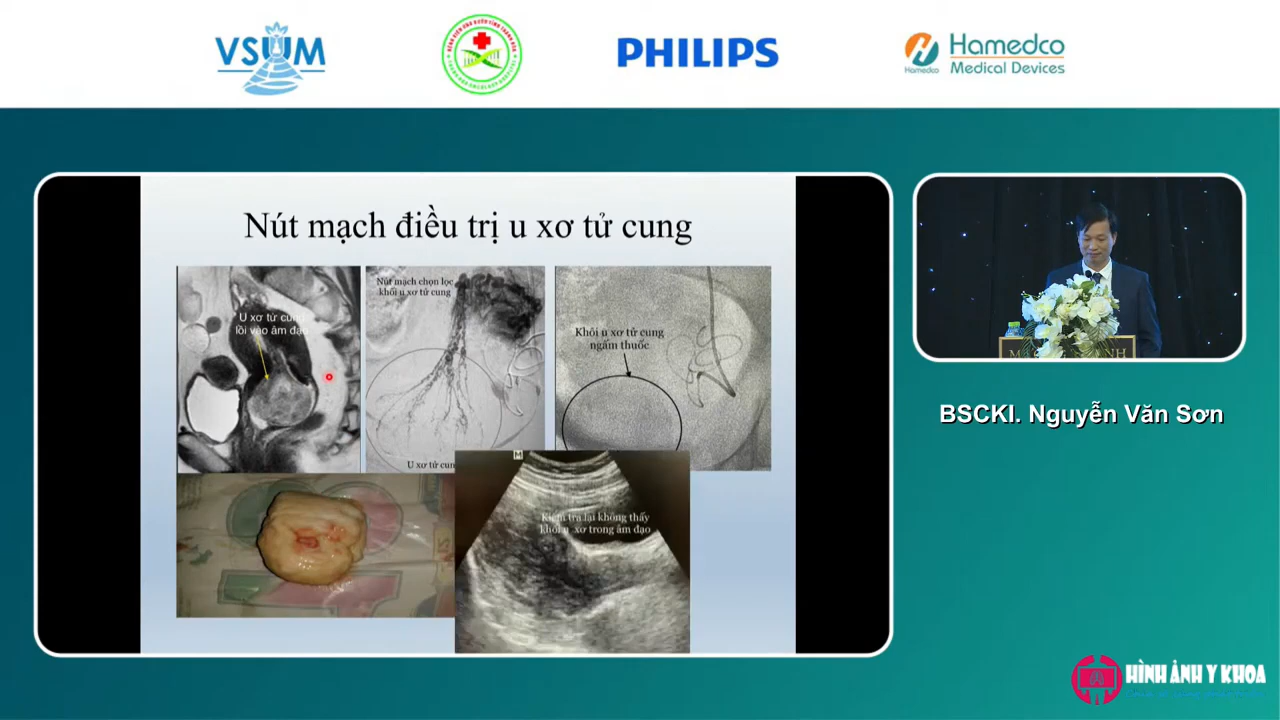 VSUM
PHILIPS
Hamedco
Hamedco
Medical Devices
Nút mạch điều trị u xơ tử cung
U xơ tử cung
lồi vào âm đạo
Nút mạch chọn lọc
khối u xơ tử cung
Khối u xơ tử cung
ngấm thuốc
U xơ tử cun
M
Kiểm tra lại không thấy
khối u xơ trong âm đạo
BSCKI. Nguyễn Văn Sơn
HÌNH ẢNH Y KHOA